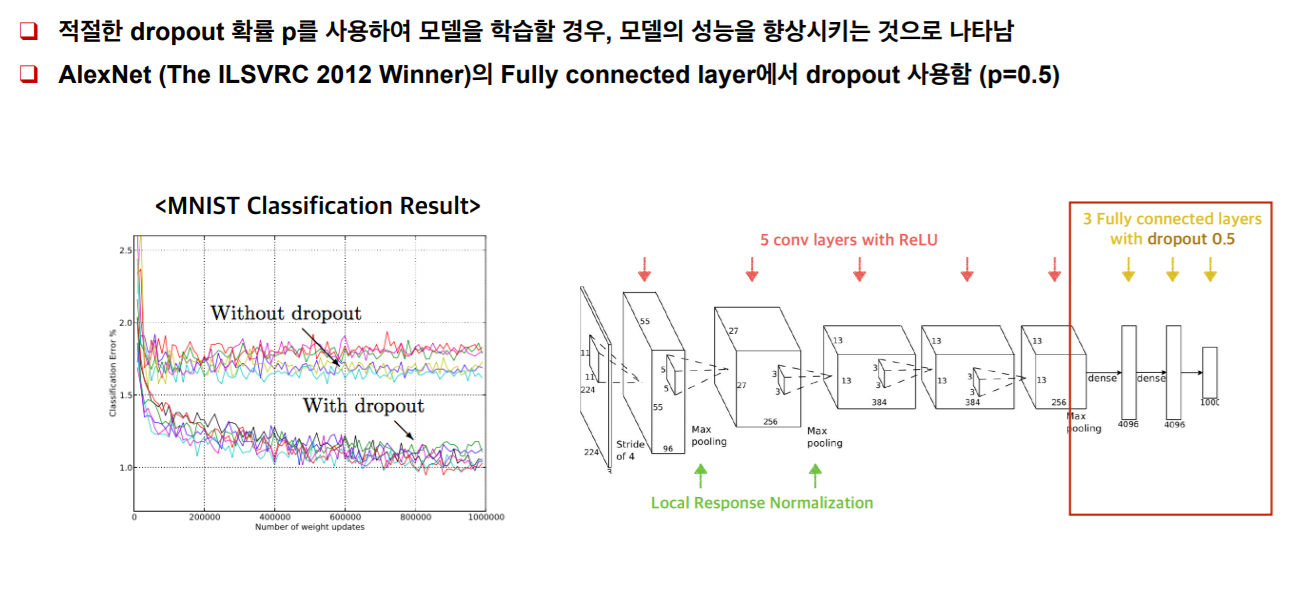 적절한 dropout 확률 p를 사용하여 모델을 학습할 경우, 모델의 성능을 향상시키는 것으로 나타남
AlexNet (The ILSVRC 2012 Winner)의 Fully connected layer에서 dropout 사용함 (p=0.5)
<MNIST Classification Result>
2.5
2.0
1.5
1.0
Classification Error %
Without dropout
With dropout
0
200000
400000
600000
800000
1000000
Number of weight updates
5 conv layers with ReLU
3 Fully connected layers
with dropout 0.5
11
11
224
224
3
Stride
of 4
55
55
5
5
96
Max
pooling
27
27
3
3
256
Max
pooling
13
13
3
3
384
13
13
3
3
384
13
13
256
Max
pooling
dense
4096
dense
4096
1000
Local Response Normalization